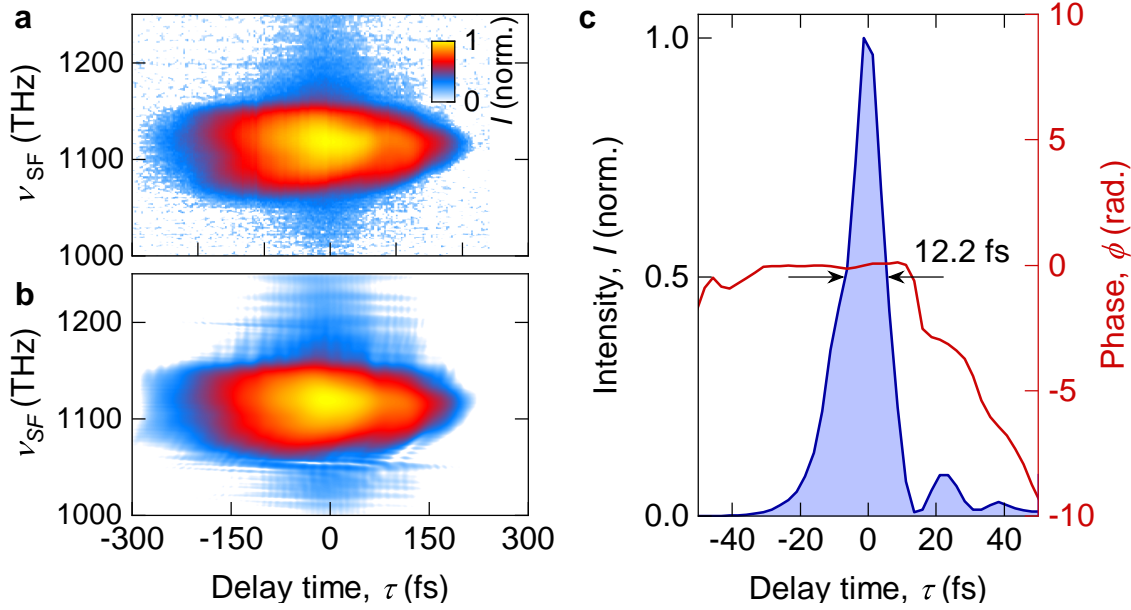 a
1200
1100
1000
ν SF (THz)
1
0
I (norm.)
b
1200
1100
1000
ν SF (THz)
-300 -150 0 150 300
Delay time, τ (fs)
c
1.0
0.5
0.0
Intensity, I (norm.)
12.2 fs
10
5
0
-5
-10
Phase, ϕ (rad.)
-40 -20 0 20 40
Delay time, τ (fs)